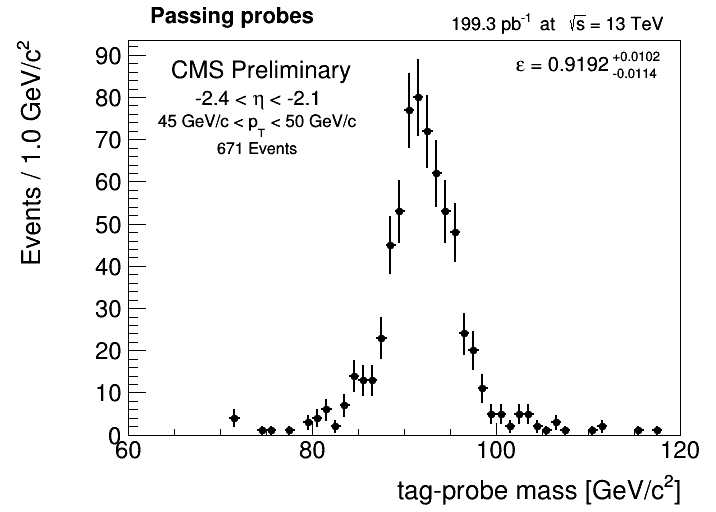 Passing probes
199.3 pb⁻¹ at √s = 13 TeV
CMS Preliminary
-2.4 < η < -2.1
45 GeV/c < p_T < 50 GeV/c
671 Events
ε = 0.9192 +0.0102 -0.0114
Events / 1.0 GeV/c²
90
80
70
60
50
40
30
20
10
0
60 80 100 120
tag-probe mass [GeV/c²]